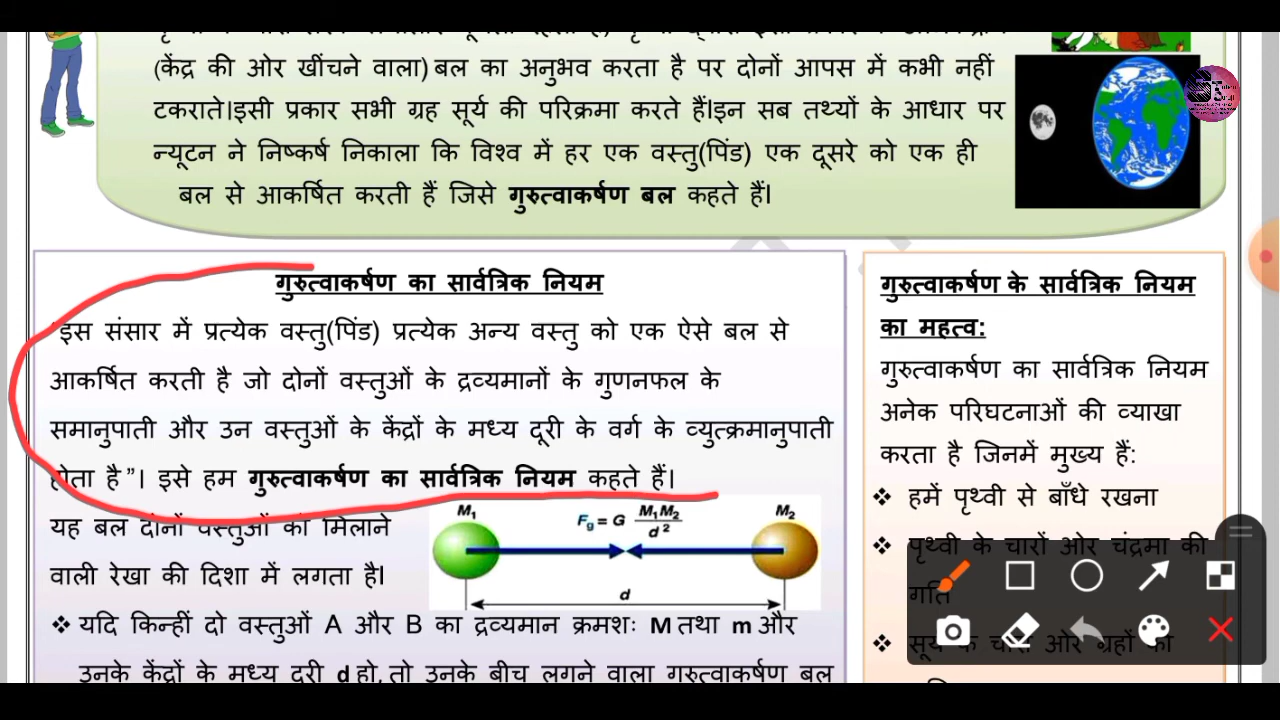 (केंद्र की ओर खींचने वाला) बल का अनुभव करता है पर दोनों आपस में कभी नहीं
टकराते।इसी प्रकार सभी ग्रह सूर्य की परिक्रमा करते हैं।इन सब तथ्यों के आधार पर
न्यूटन ने निष्कर्ष निकाला कि विश्व में हर एक वस्तु(पिंड) एक दूसरे को एक ही
बल से आकर्षित करती हैं जिसे गुरुत्वाकर्षण बल कहते हैं।
गुरुत्वाकर्षण का सार्वत्रिक नियम
"इस संसार में प्रत्येक वस्तु(पिंड) प्रत्येक अन्य वस्तु को एक ऐसे बल से
आकर्षित करती है जो दोनों वस्तुओं के द्रव्यमानों के गुणनफल के
समानुपाती और उन वस्तुओं के केंद्रों के मध्य दूरी के वर्ग के व्युत्क्रमानुपाती
होता है"। इसे हम गुरुत्वाकर्षण का सार्वत्रिक नियम कहते हैं।
यह बल दोनों वस्तुओं को मिलाने
वाली रेखा की दिशा में लगता है।
M₁ Fg = G M₁M₂ / d² M₂
d
❖ यदि किन्हीं दो वस्तुओं A और B का द्रव्यमान क्रमशः M तथा m और
उनके केंद्रों के मध्य दूरी d हो, तो उनके बीच लगने वाला गुरुत्वाकर्षण बल
गुरुत्वाकर्षण के सार्वत्रिक नियम
का महत्व:
गुरुत्वाकर्षण का सार्वत्रिक नियम
अनेक परिघटनाओं की व्याखा
करता है जिनमें मुख्य हैं:
❖ हमें पृथ्वी से बाँधे रखना
❖ पृथ्वी के चारों ओर चंद्रमा की
गति
❖ सूर्य के चारों ओर ग्रहों की